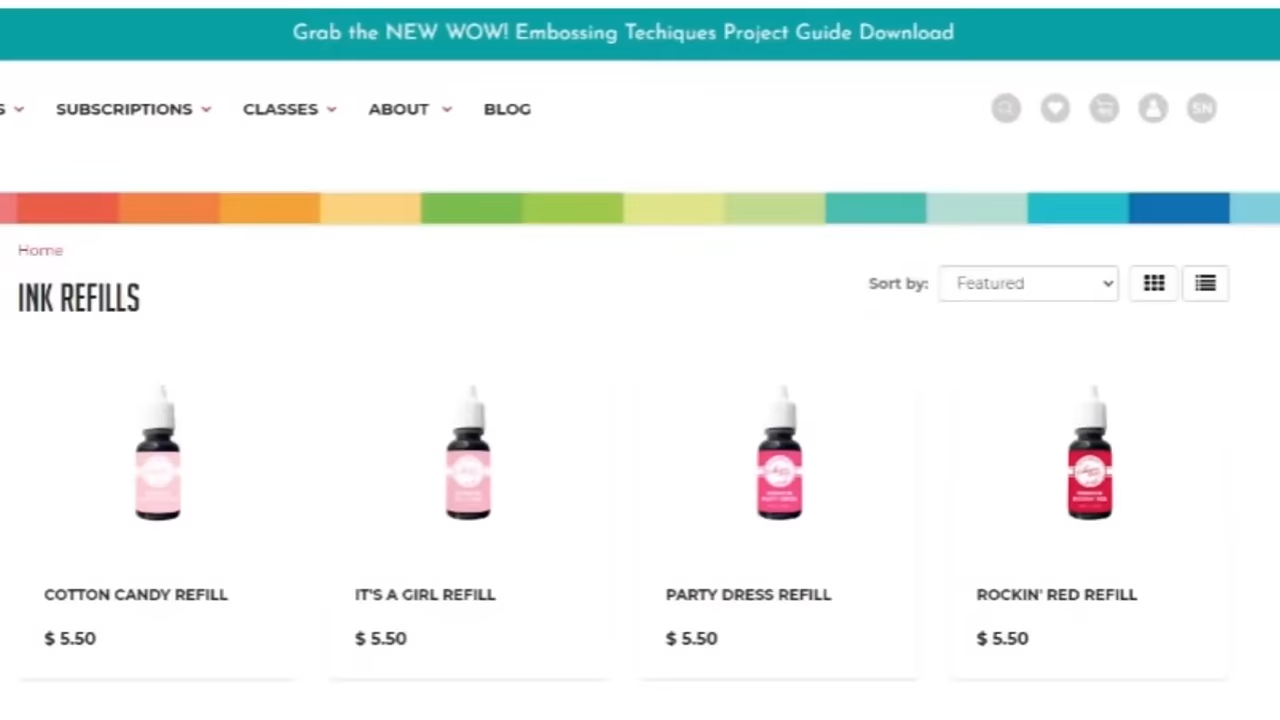 Grab the NEW WOW! Embossing Techiques Project Guide Download
S SUBSCRIPTIONS CLASSES ABOUT BLOG
SN
Home
INK REFILLS
Sort by: Featured
COTTON CANDY REFILL
IT'S A GIRL REFILL
PARTY DRESS REFILL
ROCKIN' RED REFILL
$ 5.50
$ 5.50
$ 5.50
$ 5.50